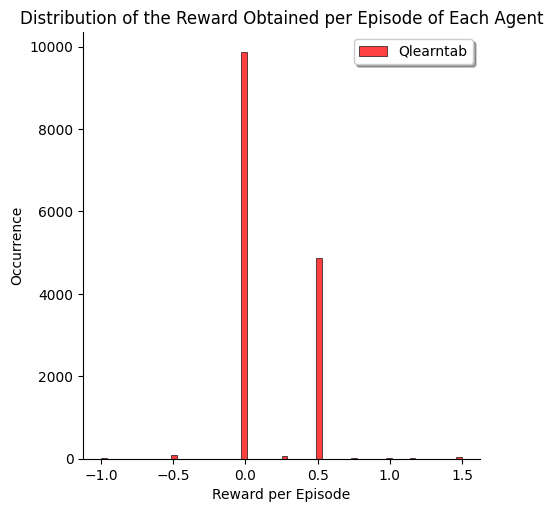 Distribution of the Reward Obtained per Episode of Each Agent
Qlearntab
10000
8000
6000
4000
2000
0
Occurrence
−1.0 −0.5 0.0 0.5 1.0 1.5
Reward per Episode